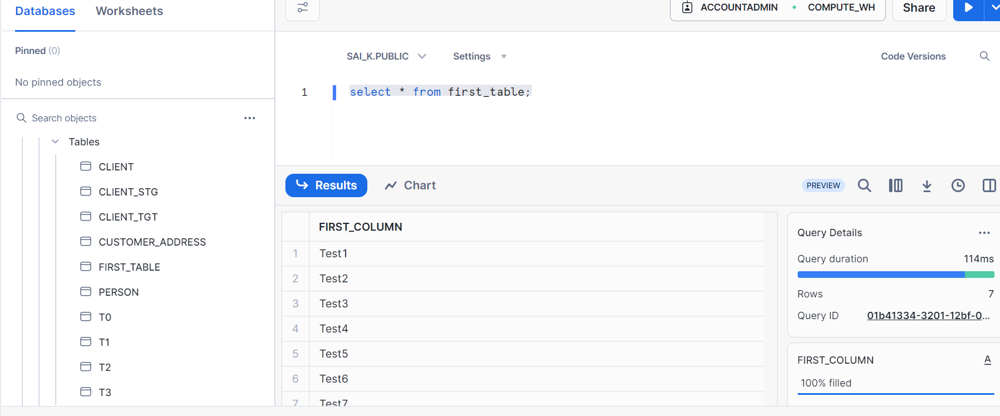 Databases Worksheets
Pinned (0)
No pinned objects
Search objects
Tables
CLIENT
CLIENT_STG
CLIENT_TGT
CUSTOMER_ADDRESS
FIRST_TABLE
PERSON
T0
T1
T2
T3
ACCOUNTADMIN COMPUTE_WH Share
SAI_K.PUBLIC Settings Code Versions
1 select * from first_table;
Results Chart PREVIEW
FIRST_COLUMN
1 Test1
2 Test2
3 Test3
4 Test4
5 Test5
6 Test6
7 Test7
Query Details
Query duration 114ms
Rows 7
Query ID 01b41334-3201-12bf-0...
FIRST_COLUMN A
100% filled